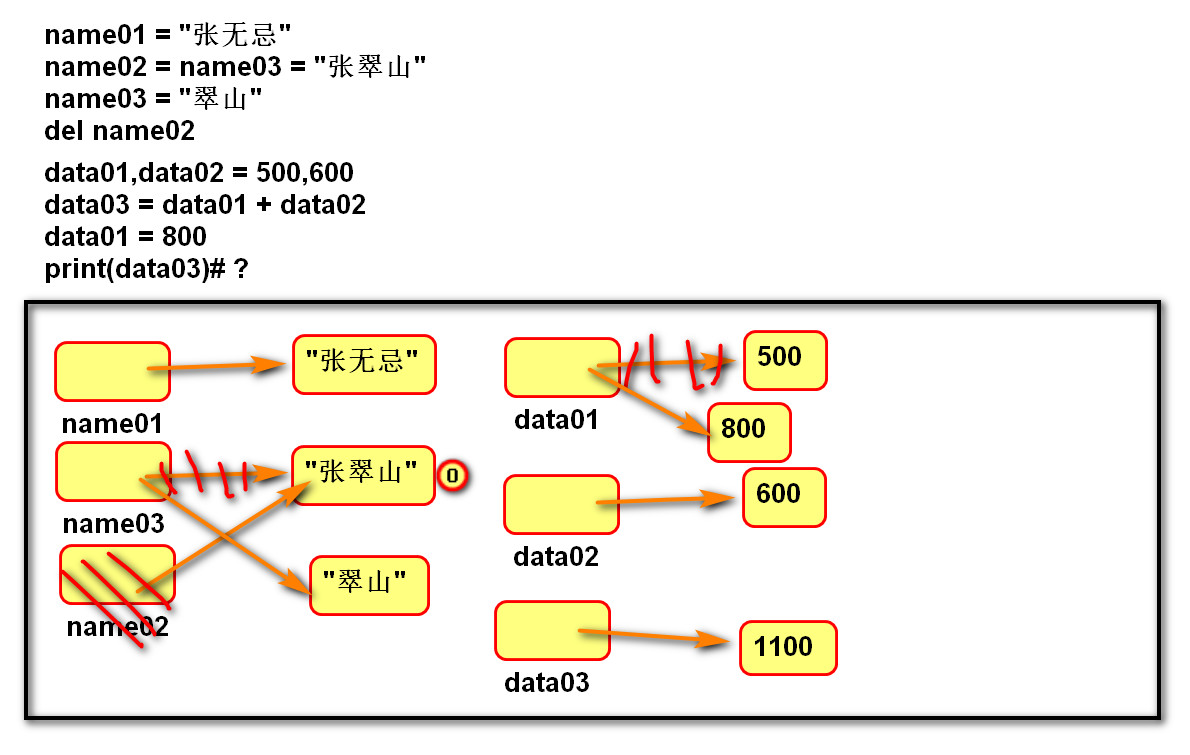 name01 = "张无忌"
name02 = name03 = "张翠山"
name03 = "翠山"
del name02
data01,data02 = 500,600
data03 = data01 + data02
data01 = 800
print(data03)# ?
"张无忌"
name01
"张翠山" 0
name03
"翠山"
name02
500
data01
800
600
data02
1100
data03